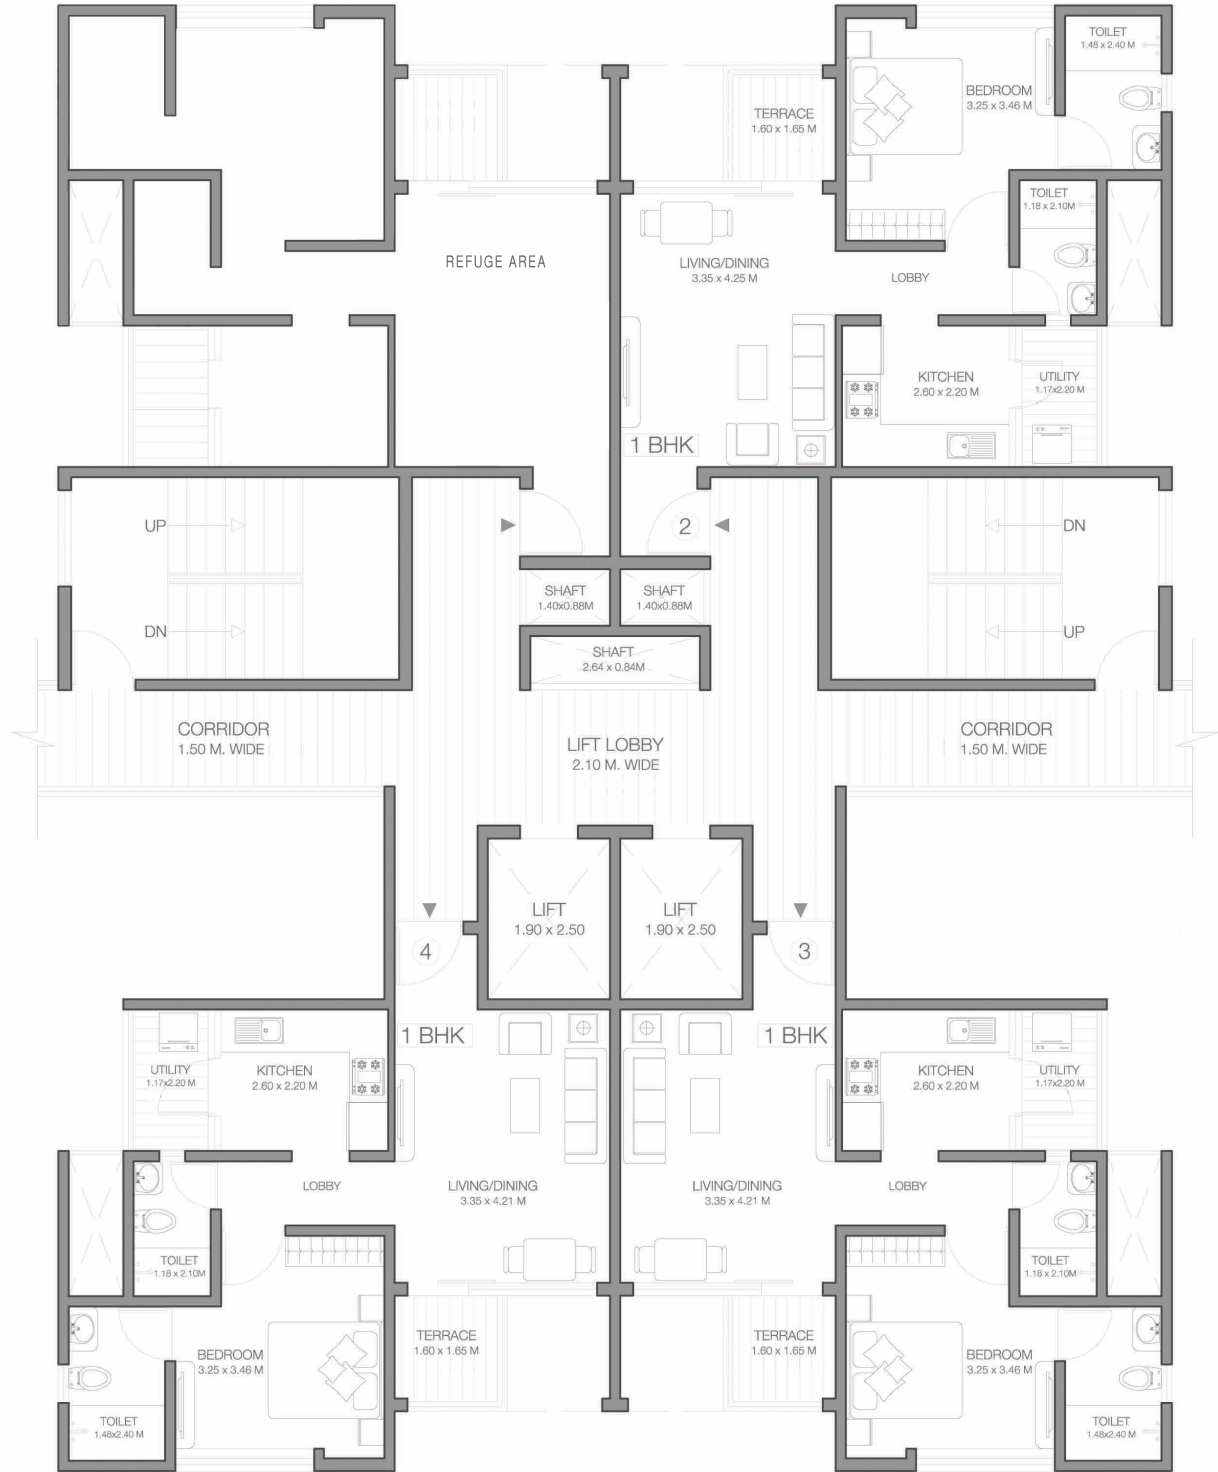 TOILET
1.48 x 2.40 M
BEDROOM
3.25 x 3.46 M
TERRACE
1.60 x 1.65 M
TOILET
1.18 x 2.10M
REFUGE AREA
LIVING/DINING
3.35 x 4.25 M
LOBBY
KITCHEN
2.60 x 2.20 M
UTILITY
1.17x2.20 M
1 BHK
UP
2
DN
SHAFT
1.40x0.88M
SHAFT
1.40x0.88M
DN
UP
SHAFT
2.64 x 0.84M
CORRIDOR
1.50 M. WIDE
LIFT LOBBY
2.10 M. WIDE
CORRIDOR
1.50 M. WIDE
LIFT
1.90 x 2.50
LIFT
1.90 x 2.50
4
3
1 BHK
1 BHK
UTILITY
1.17x2.20 M
KITCHEN
2.60 x 2.20 M
KITCHEN
2.60 x 2.20 M
UTILITY
1.17x2.20 M
LOBBY
LIVING/DINING
3.35 x 4.21 M
LIVING/DINING
3.35 x 4.21 M
LOBBY
TOILET
1.18 x 2.10M
TOILET
1.18 x 2.10M
TERRACE
1.60 x 1.65 M
TERRACE
1.60 x 1.65 M
BEDROOM
3.25 x 3.46 M
BEDROOM
3.25 x 3.46 M
TOILET
1.48x2.40 M
TOILET
1.48x2.40 M